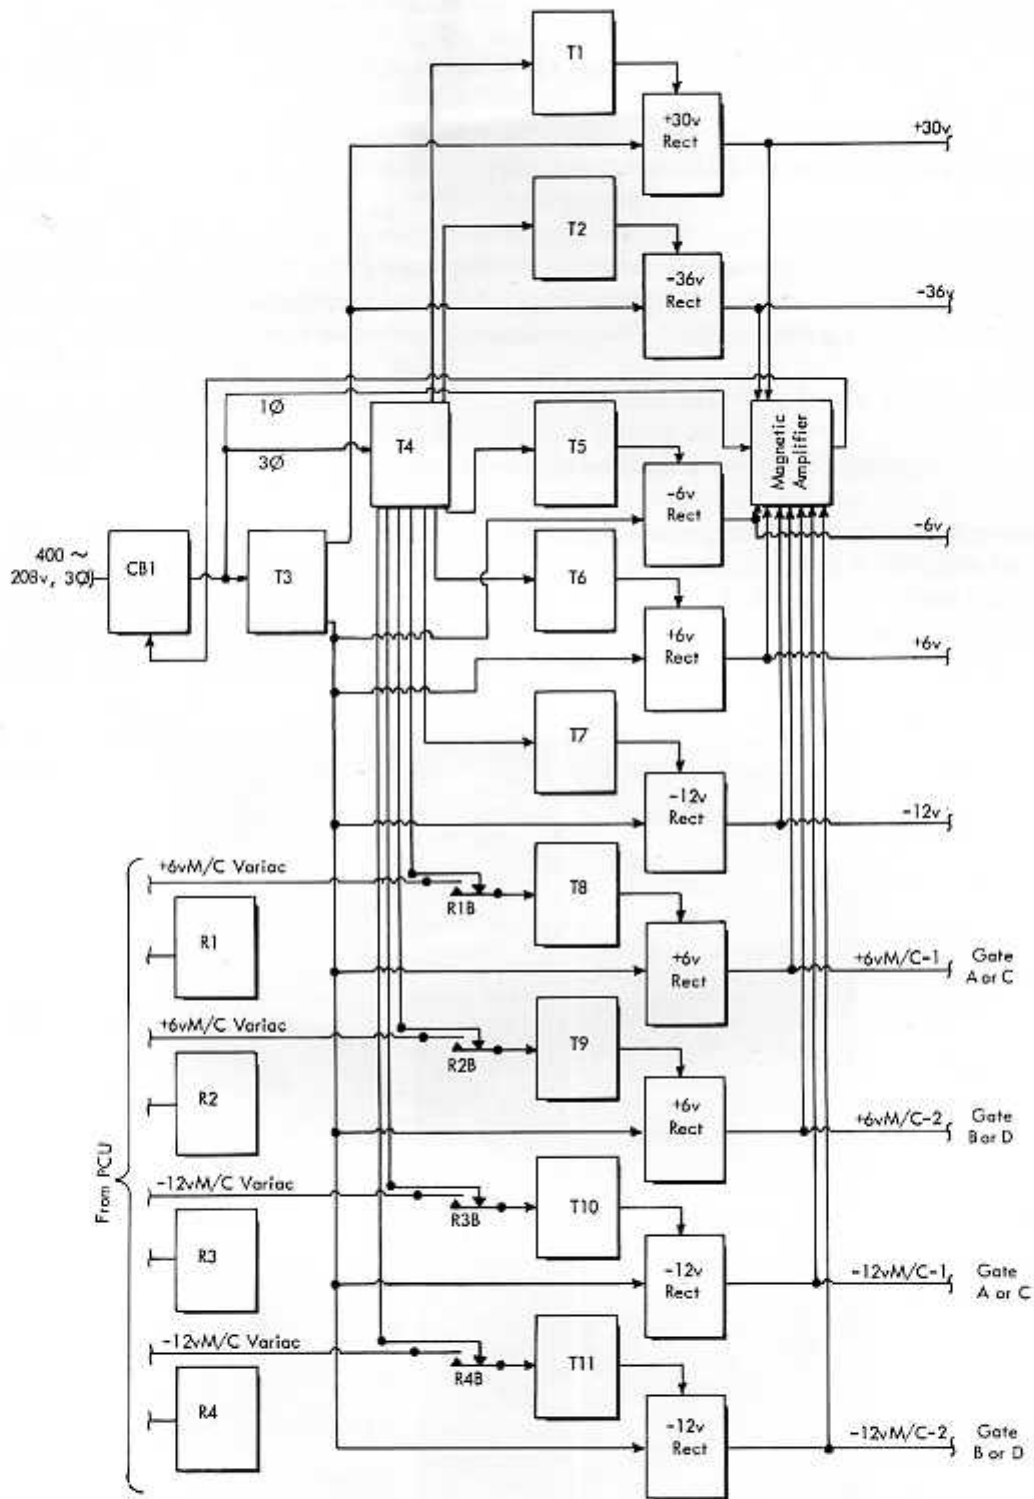 T1
+30v
Rect
+30v
T2
-36v
Rect
-36v
1Ø
3Ø
T4
T5
Magnetic
Amplifier
-6v
Rect
-6v
400 ~
208v, 3Ø
CB1
T3
T6
+6v
Rect
+6v
T7
-12v
Rect
-12v
+6vM/C Variac
R1B
T8
R1
+6v
Rect
+6vM/C-1
Gate
A or C
+6vM/C Variac
R2B
T9
R2
+6v
Rect
+6vM/C-2
Gate
B or D
From PCU
-12vM/C Variac
R3B
T10
R3
-12v
Rect
-12vM/C-1
Gate
A or C
-12vM/C Variac
R4B
T11
R4
-12v
Rect
-12vM/C-2
Gate
B or D